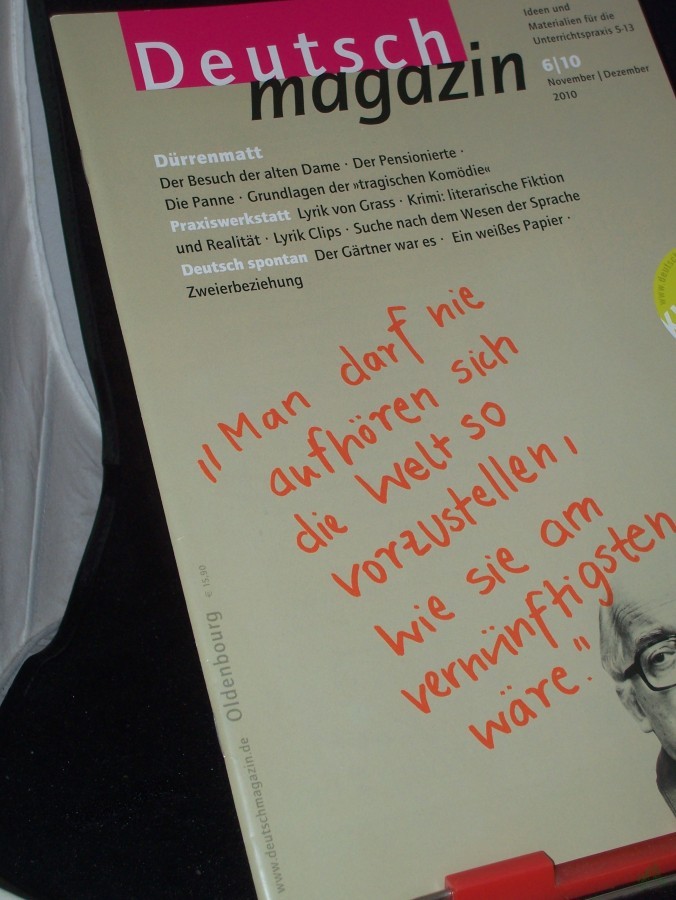 Deutsch
magazin
Ideen und
Materialien für die
Unterrichtspraxis 5-13
6|10
November | Dezember
2010
Dürrenmatt
Der Besuch der alten Dame · Der Pensionierte ·
Die Panne · Grundlagen der »tragischen Komödie«
Praxiswerkstatt Lyrik von Grass · Krimi: literarische Fiktion
und Realität · Lyrik Clips · Suche nach dem Wesen der Sprache
Deutsch spontan Der Gärtner war es · Ein weißes Papier ·
Zweierbeziehung
„Man darf nie
aufhören sich
die Welt so
vorzustellen,
wie sie am
vernünftigsten
wäre."
www.deutschmagazin.de
Oldenbourg
€ 15,90